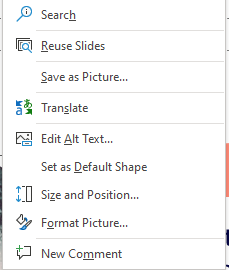 Search
Reuse Slides
Save as Picture...
Translate
Edit Alt Text...
Set as Default Shape
Size and Position...
Format Picture...
New Comment